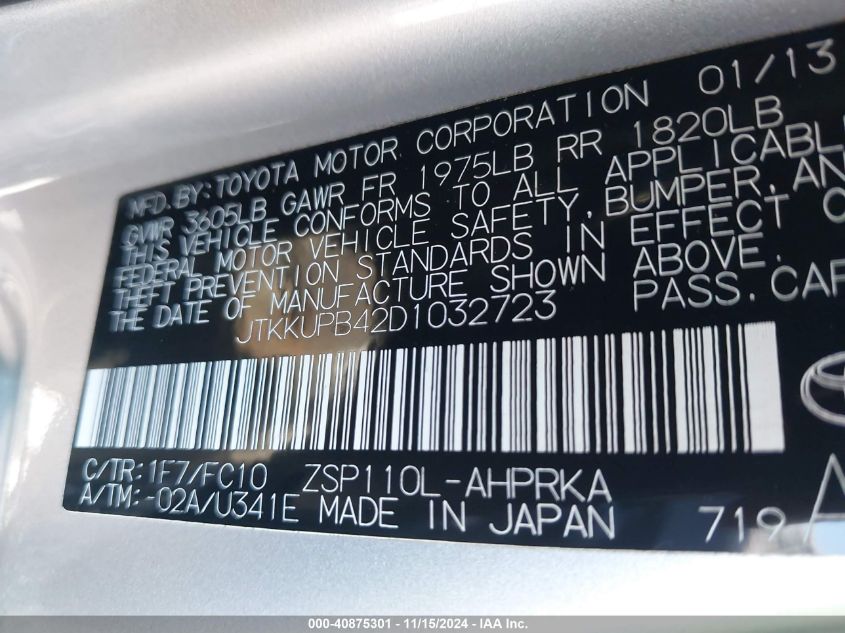 MFD.BY: TOYOTA MOTOR CORPORATION 01/13
GVWR 3605LB GAWR FR 1975LB RR 1820LB
THIS VEHICLE CONFORMS TO ALL APPLICABLE
FEDERAL MOTOR VEHICLE SAFETY, BUMPER, AN
THEFT PREVENTION STANDARDS IN EFFECT
THE DATE OF MANUFACTURE SHOWN ABOVE.
JTKKUPB42D1032723 PASS.CAR
C/TR: 1F7/FC10 ZSP110L-AHPRKA
A/TM: -02A/U341E MADE IN JAPAN 719
000-40875301 - 11/15/2024 - IAA Inc.